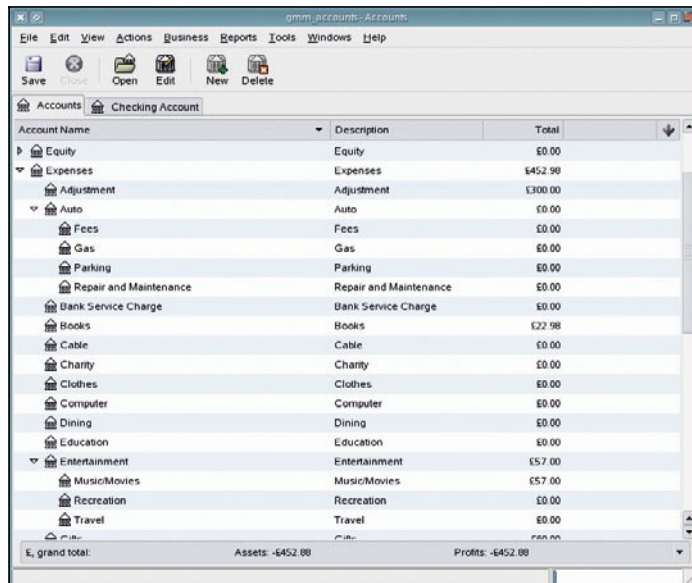 gmm_accounts - Accounts
File Edit View Actions Business Reports Tools Windows Help
Save Close Open Edit New Delete
Accounts Checking Account
Account Name Description Total
Equity Equity £0.00
Expenses Expenses £452.98
Adjustment Adjustment £300.00
Auto Auto £0.00
Fees Fees £0.00
Gas Gas £0.00
Parking Parking £0.00
Repair and Maintenance Repair and Maintenance £0.00
Bank Service Charge Bank Service Charge £0.00
Books Books £22.98
Cable Cable £0.00
Charity Charity £0.00
Clothes Clothes £0.00
Computer Computer £0.00
Dining Dining £0.00
Education Education £0.00
Entertainment Entertainment £57.00
Music/Movies Music/Movies £57.00
Recreation Recreation £0.00
Travel Travel £0.00
Gifts Gifts
£, grand total: Assets: -£452.88 Profits: -£452.88